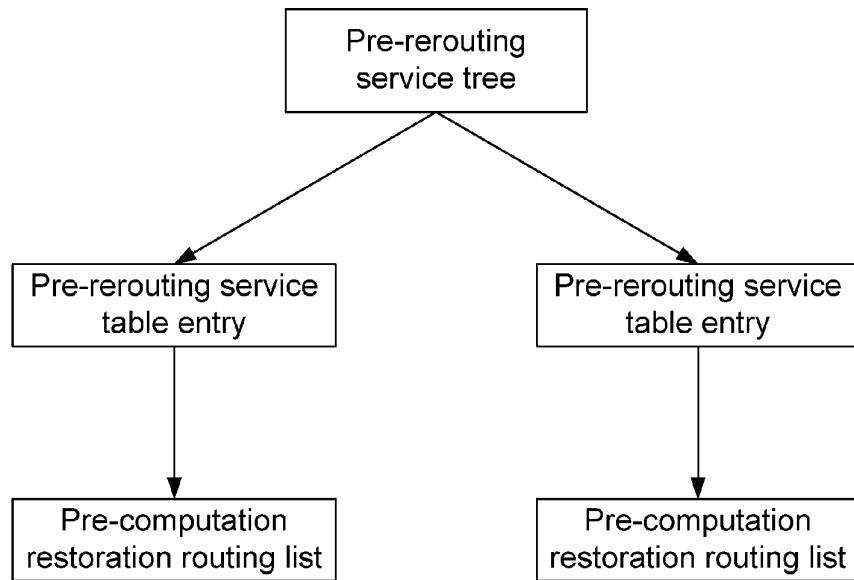 Pre-rerouting
service tree
Pre-rerouting service
table entry
Pre-rerouting service
table entry
Pre-computation
restoration routing list
Pre-computation
restoration routing list